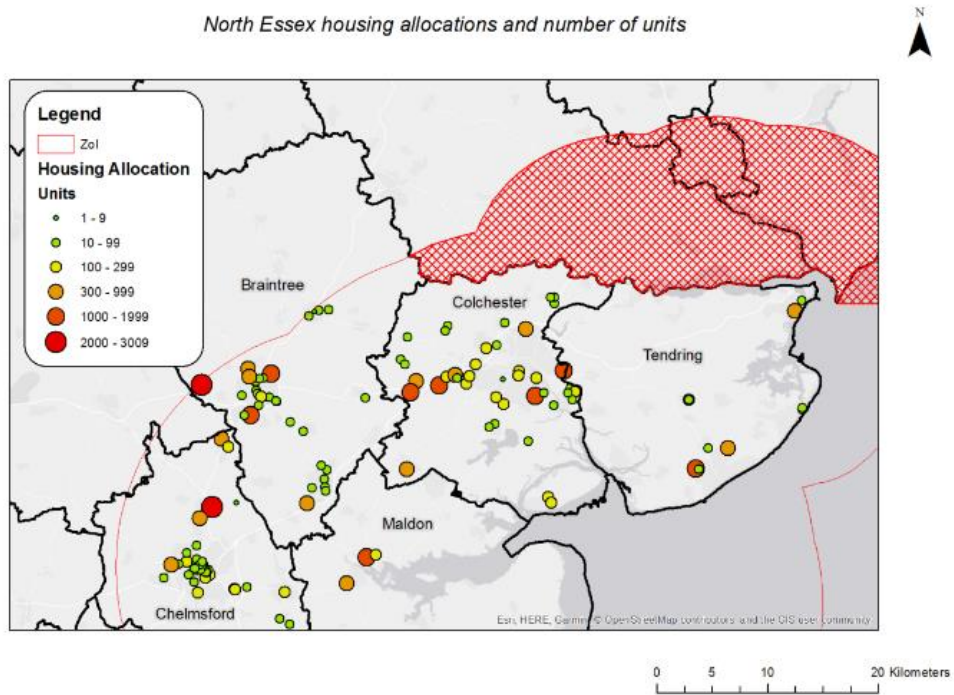 North Essex housing allocations and number of units
N
Legend
ZoI
Housing Allocation
Units
1 - 9
10 - 99
100 - 299
300 - 999
1000 - 1999
2000 - 3009
Braintree
Colchester
Tendring
Maldon
Chelmsford
Esri, HERE, Garmin, © OpenStreetMap contributors, and the GIS user community
0 5 10 20 Kilometers